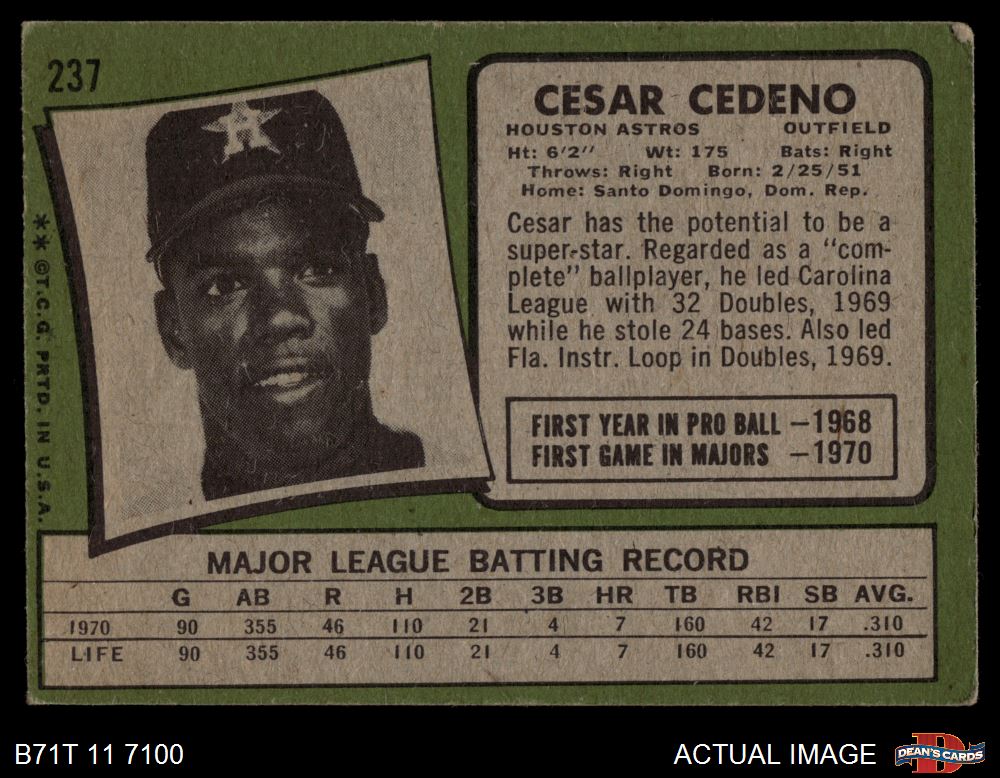 237
CESAR CEDENO
HOUSTON ASTROS OUTFIELD
Ht: 6'2" Wt: 175 Bats: Right
Throws: Right Born: 2/25/51
Home: Santo Domingo, Dom. Rep.
Cesar has the potential to be a
super-star. Regarded as a "com-
plete" ballplayer, he led Carolina
League with 32 Doubles, 1969
while he stole 24 bases. Also led
Fla. Instr. Loop in Doubles, 1969.
FIRST YEAR IN PRO BALL —1968
FIRST GAME IN MAJORS —1970
**©T.C.G. PRTD. IN U.S.A.
MAJOR LEAGUE BATTING RECORD
G AB R H 2B 3B HR TB RBI SB AVG.
1970 90 355 46 110 21 4 7 160 42 17 .310
LIFE 90 355 46 110 21 4 7 160 42 17 .310
B71T 11 7100
ACTUAL IMAGE
DEAN'S CARDS